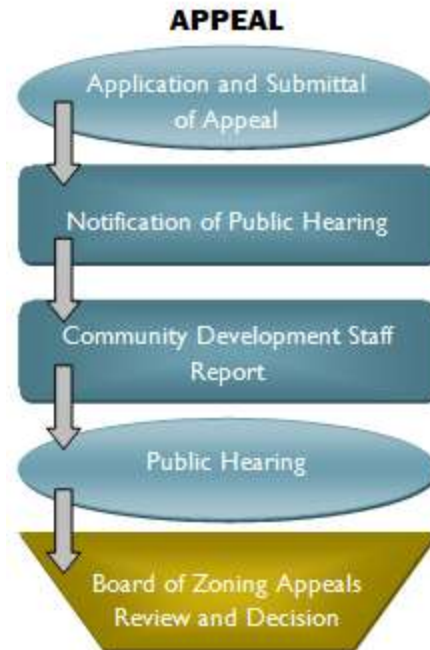 APPEAL
Application and Submittal
of Appeal
Notification of Public Hearing
Community Development Staff
Report
Public Hearing
Board of Zoning Appeals
Review and Decision